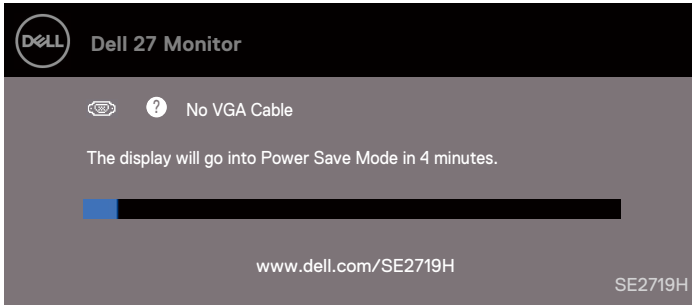 DELL
Dell 27 Monitor
? No VGA Cable
The display will go into Power Save Mode in 4 minutes.
www.dell.com/SE2719H
SE2719H